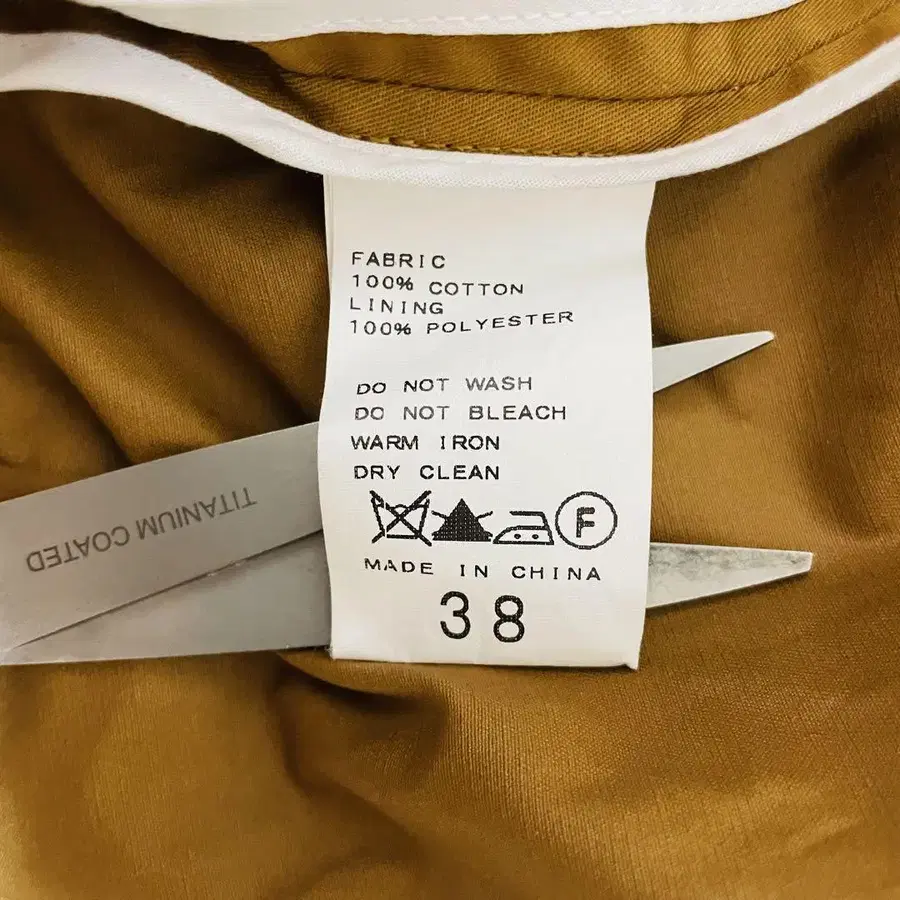 FABRIC
100% COTTON
LINING
100% POLYESTER
DO NOT WASH
DO NOT BLEACH
WARM IRON
DRY CLEAN
F
MADE IN CHINA
38
TITANIUM COATED